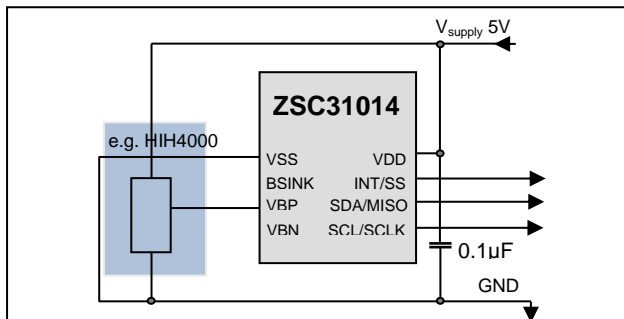 Vsupply 5V
ZSC31014
e.g. HIH4000
VSS VDD
BSINK INT/SS
VBP SDA/MISO
VBN SCL/SCLK
0.1µF
GND